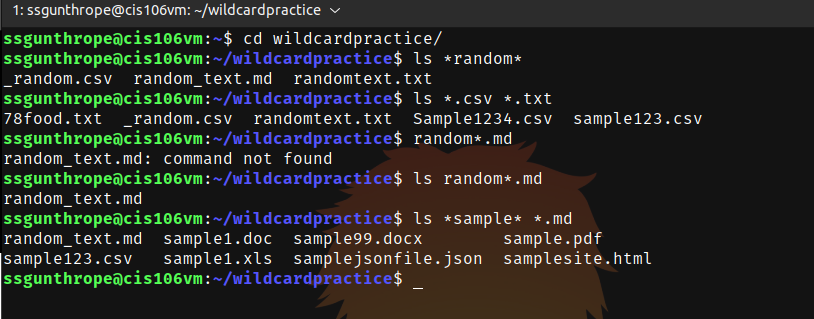 1: ssgunthrope@cis106vm: ~/wildcardpractice
ssgunthrope@cis106vm:~$ cd wildcardpractice/
ssgunthrope@cis106vm:~/wildcardpractice$ ls *random*
_random.csv  random_text.md  randomtext.txt
ssgunthrope@cis106vm:~/wildcardpractice$ ls *.csv *.txt
78food.txt  _random.csv  randomtext.txt  Sample1234.csv  sample123.csv
ssgunthrope@cis106vm:~/wildcardpractice$ random*.md
random_text.md: command not found
ssgunthrope@cis106vm:~/wildcardpractice$ ls random*.md
random_text.md
ssgunthrope@cis106vm:~/wildcardpractice$ ls *sample* *.md
random_text.md  sample1.doc  sample99.docx        sample.pdf
sample123.csv   sample1.xls  samplejsonfile.json  samplesite.html
ssgunthrope@cis106vm:~/wildcardpractice$ _